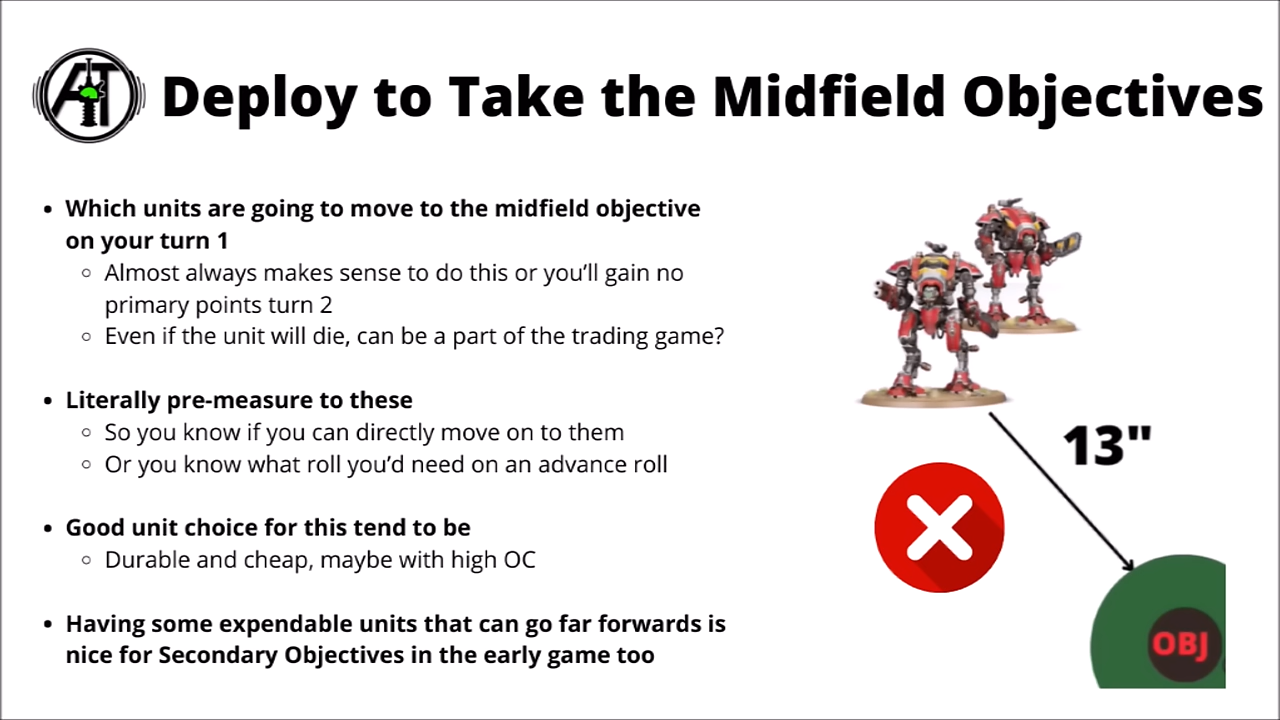 AT
Deploy to Take the Midfield Objectives
• Which units are going to move to the midfield objective
on your turn 1
◦ Almost always makes sense to do this or you'll gain no
primary points turn 2
◦ Even if the unit will die, can be a part of the trading game?
• Literally pre-measure to these
◦ So you know if you can directly move on to them
◦ Or you know what roll you'd need on an advance roll
• Good unit choice for this tend to be
◦ Durable and cheap, maybe with high OC
• Having some expendable units that can go far forwards is
nice for Secondary Objectives in the early game too
13"
OBJ